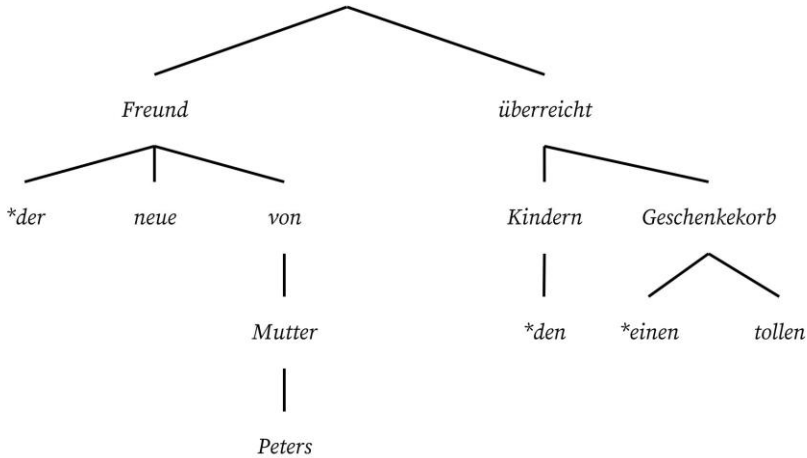 Freund überreicht
*der neue von Kindern Geschenkekorb
Mutter *den *einen tollen
Peters